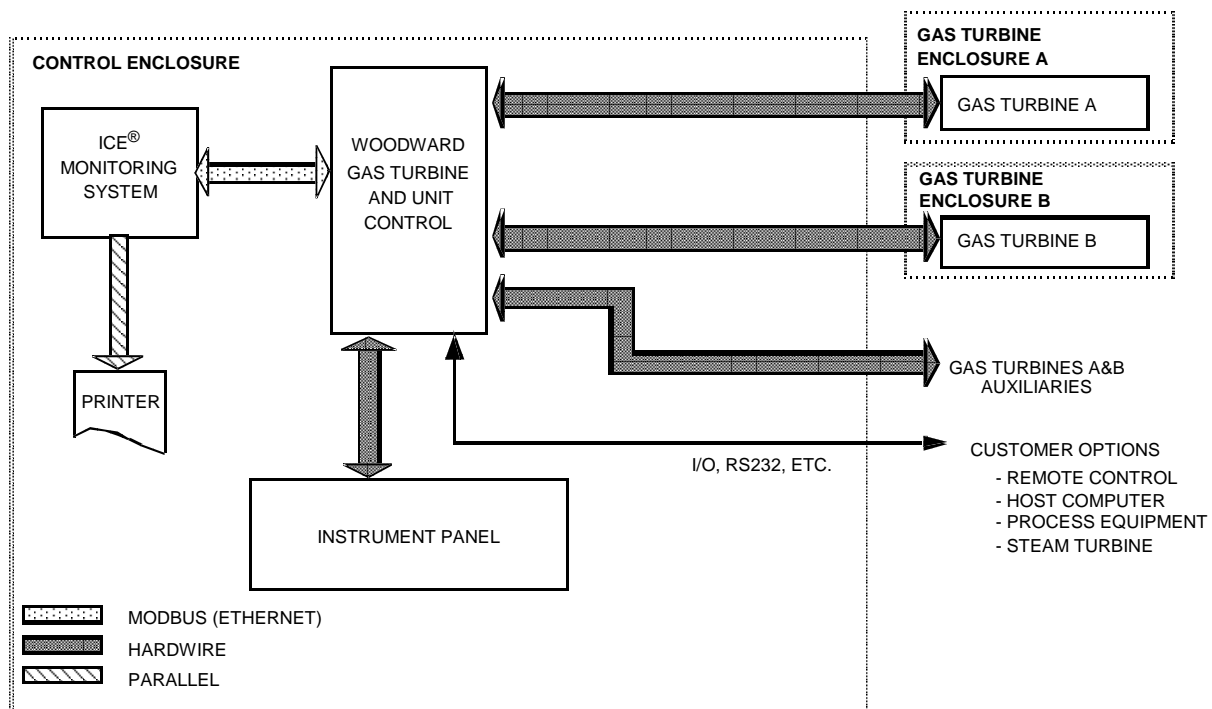 CONTROL ENCLOSURE
ICE®
MONITORING
SYSTEM
PRINTER
WOODWARD
GAS TURBINE
AND UNIT
CONTROL
INSTRUMENT PANEL
GAS TURBINE
ENCLOSURE A
GAS TURBINE A
GAS TURBINE
ENCLOSURE B
GAS TURBINE B
GAS TURBINES A&B
AUXILIARIES
I/O, RS232, ETC.
CUSTOMER OPTIONS
- REMOTE CONTROL
- HOST COMPUTER
- PROCESS EQUIPMENT
- STEAM TURBINE
MODBUS (ETHERNET)
HARDWIRE
PARALLEL